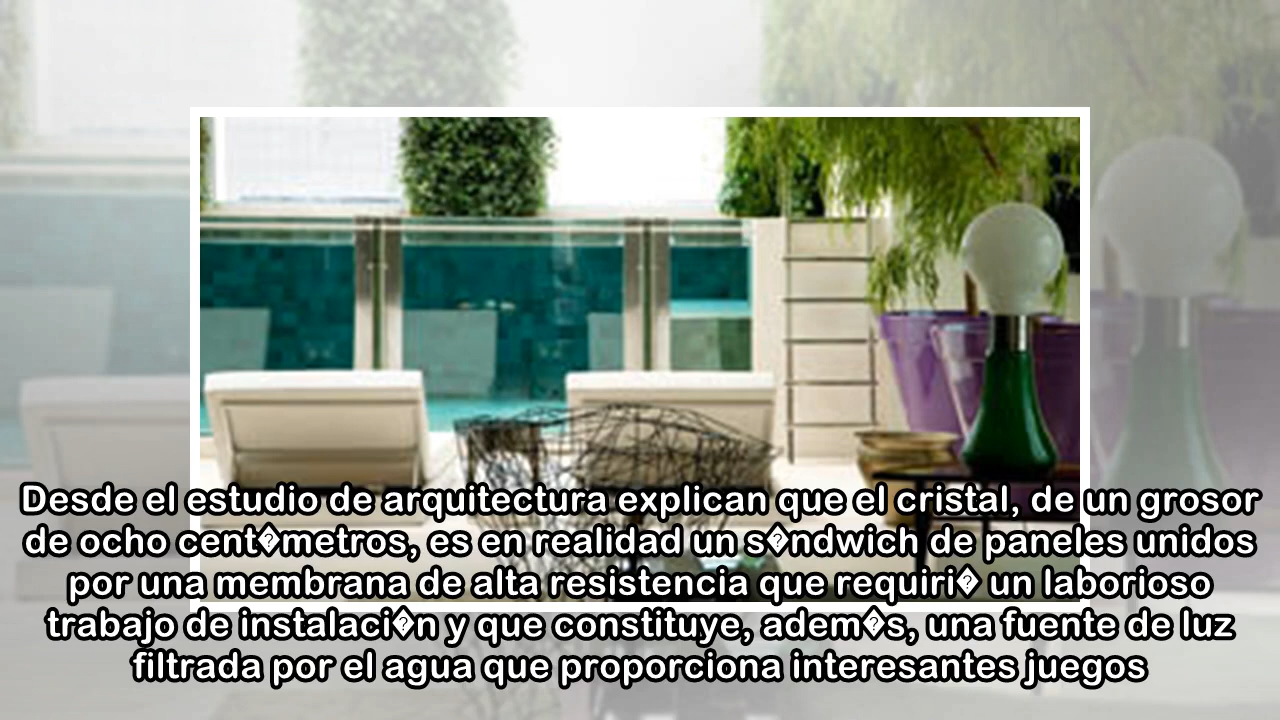 Desde el estudio de arquitectura explican que el cristal, de un grosor
de ocho cent�metros, es en realidad un s�ndwich de paneles unidos
por una membrana de alta resistencia que requiri� un laborioso
trabajo de instalaci�n y que constituye, adem�s, una fuente de luz
filtrada por el agua que proporciona interesantes juegos